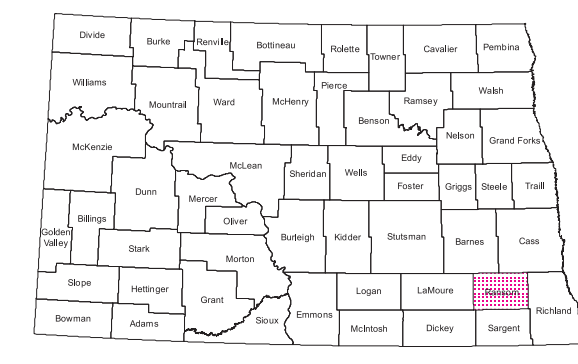 Divide
Burke
Renville
Bottineau
Rolette
Towner
Cavalier
Pembina
Williams
Mountrail
Ward
McHenry
Pierce
Benson
Ramsey
Walsh
Nelson
Grand Forks
McKenzie
Dunn
McLean
Mercer
Oliver
Sheridan
Wells
Eddy
Foster
Griggs
Steele
Traill
Golden
Valley
Billings
Stark
Morton
Burleigh
Kidder
Stutsman
Barnes
Cass
Slope
Hettinger
Grant
Sioux
Emmons
Logan
LaMoure
Ransom
Richland
Bowman
Adams
McIntosh
Dickey
Sargent